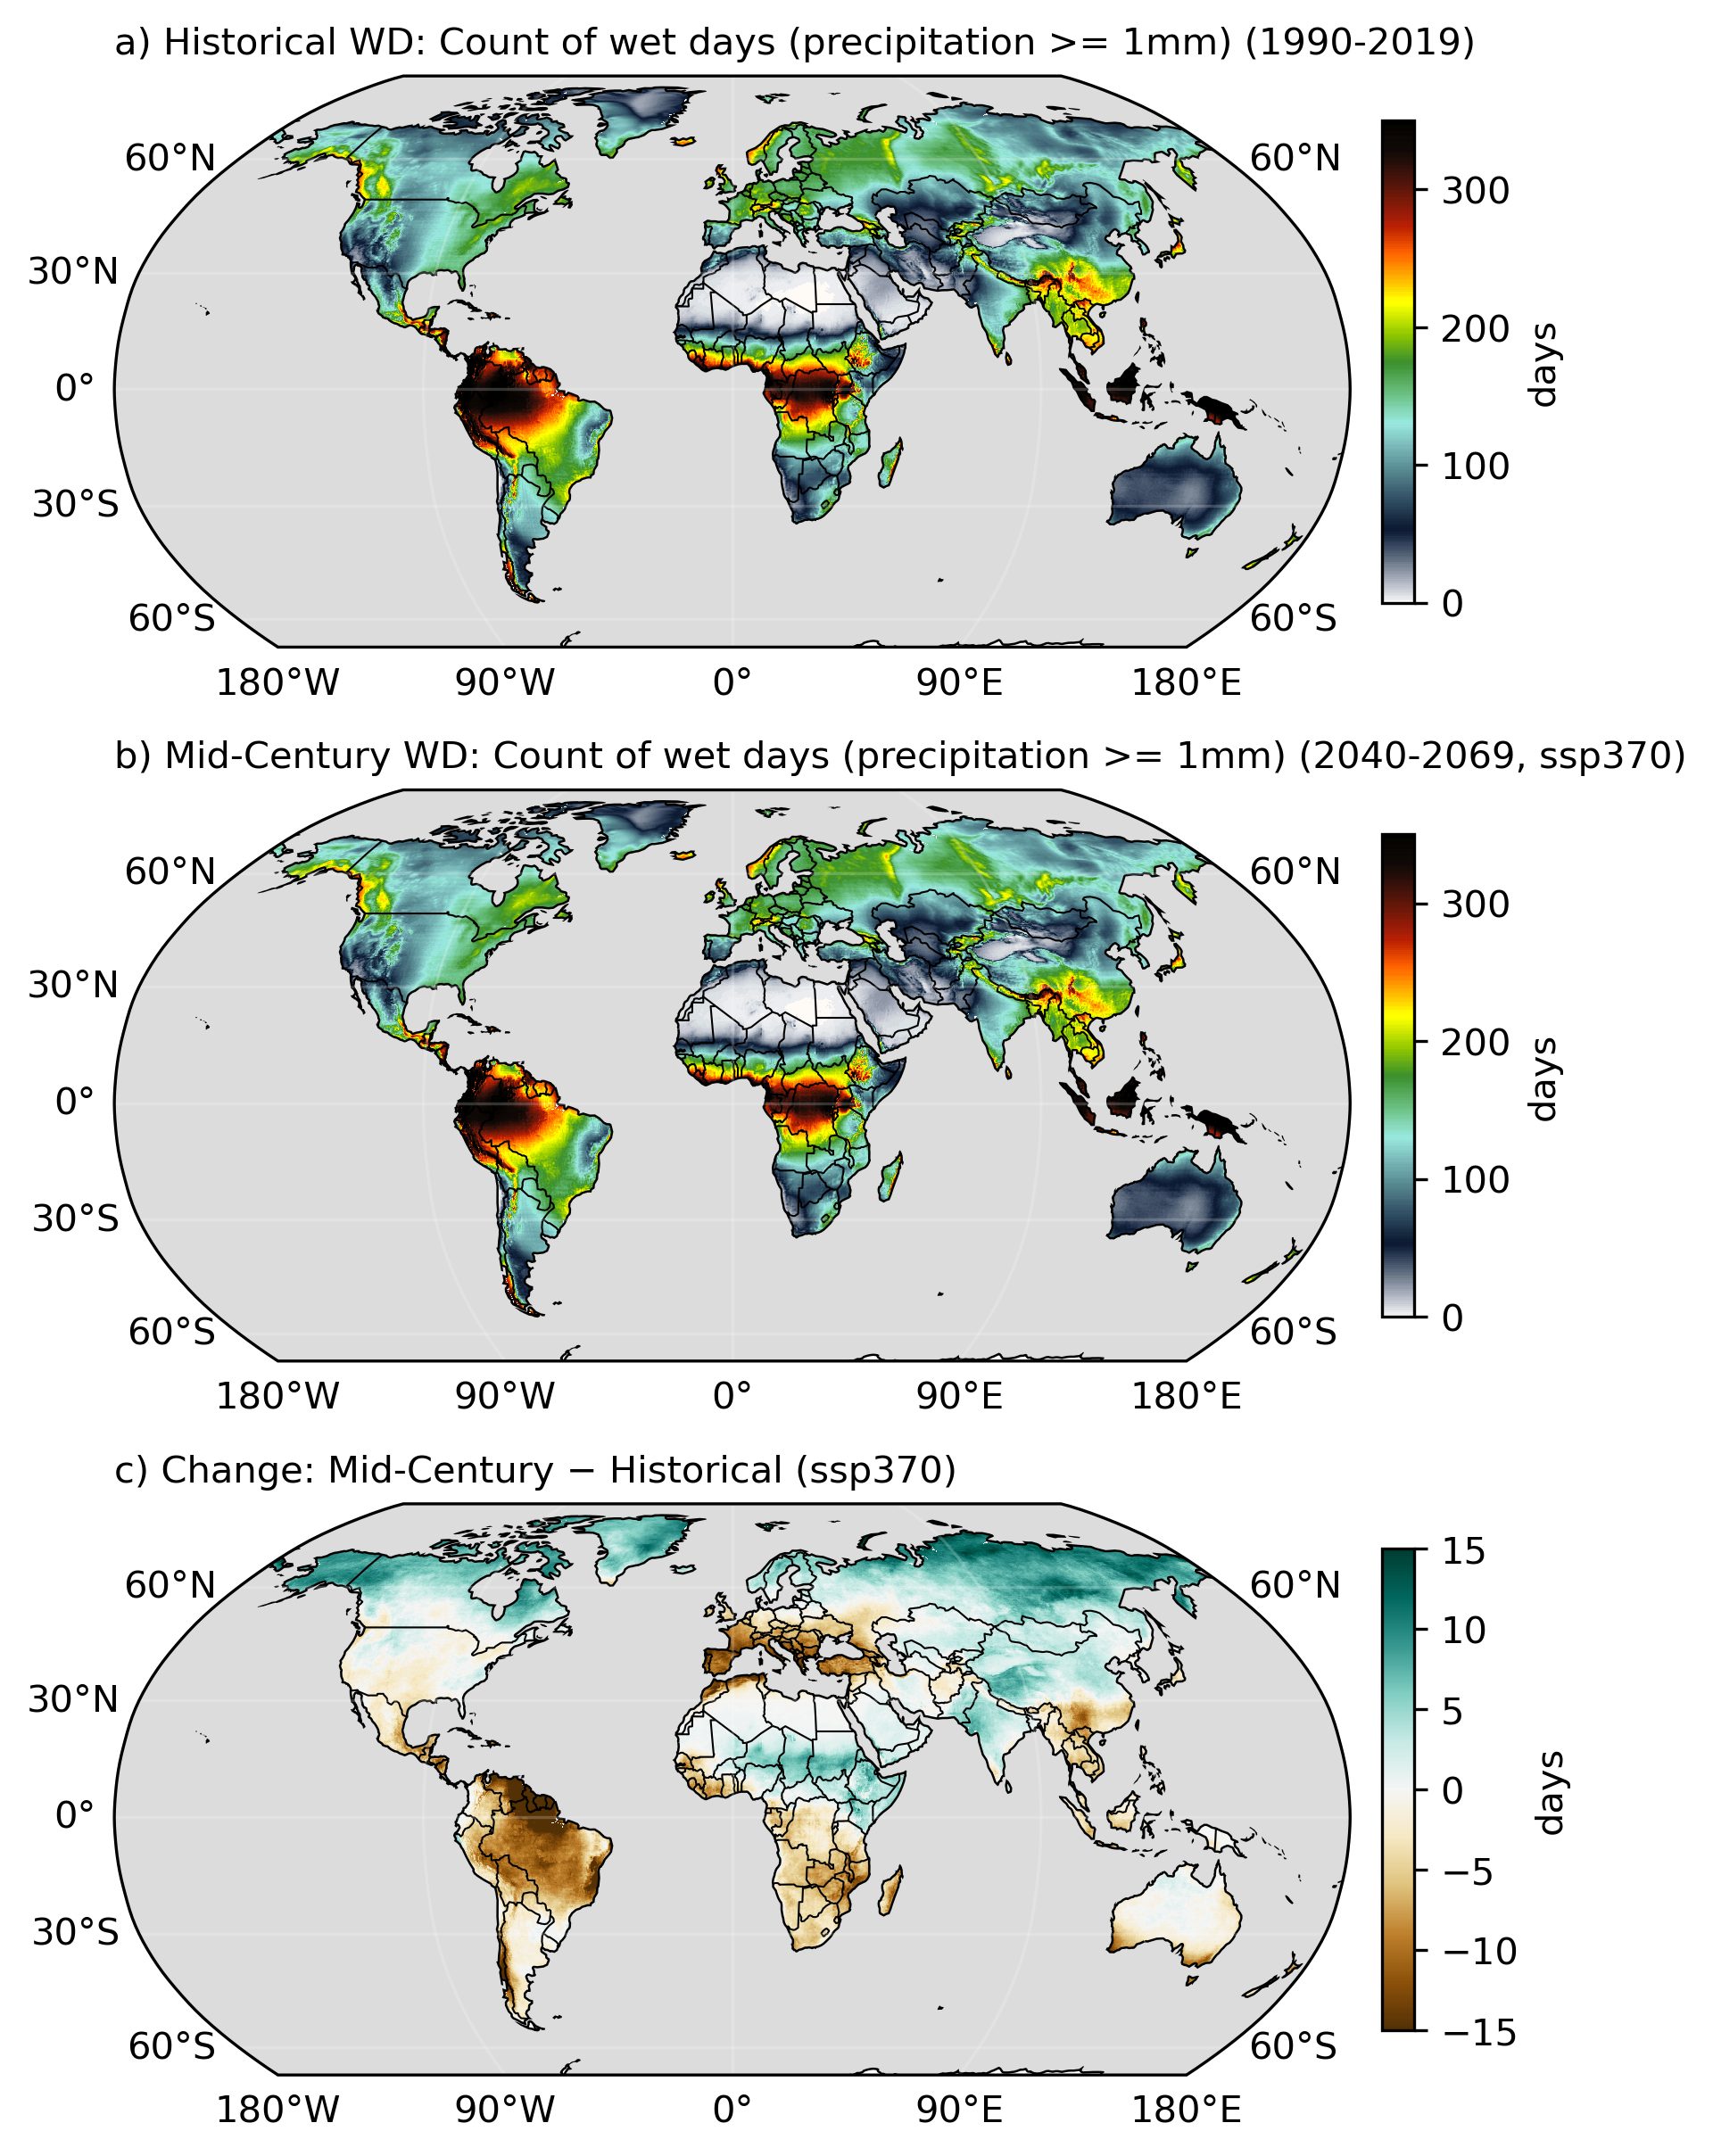 a) Historical WD: Count of wet days (precipitation >= 1mm) (1990-2019)
60°N 60°N
30°N
0°
30°S
60°S 60°S
180°W 90°W 0° 90°E 180°E
300
200
100
0
days
b) Mid-Century WD: Count of wet days (precipitation >= 1mm) (2040-2069, ssp370)
60°N 60°N
30°N
0°
30°S
60°S 60°S
180°W 90°W 0° 90°E 180°E
300
200
100
0
days
c) Change: Mid-Century − Historical (ssp370)
60°N 60°N
30°N
0°
30°S
60°S 60°S
180°W 90°W 0° 90°E 180°E
15
10
5
0
−5
−10
−15
days